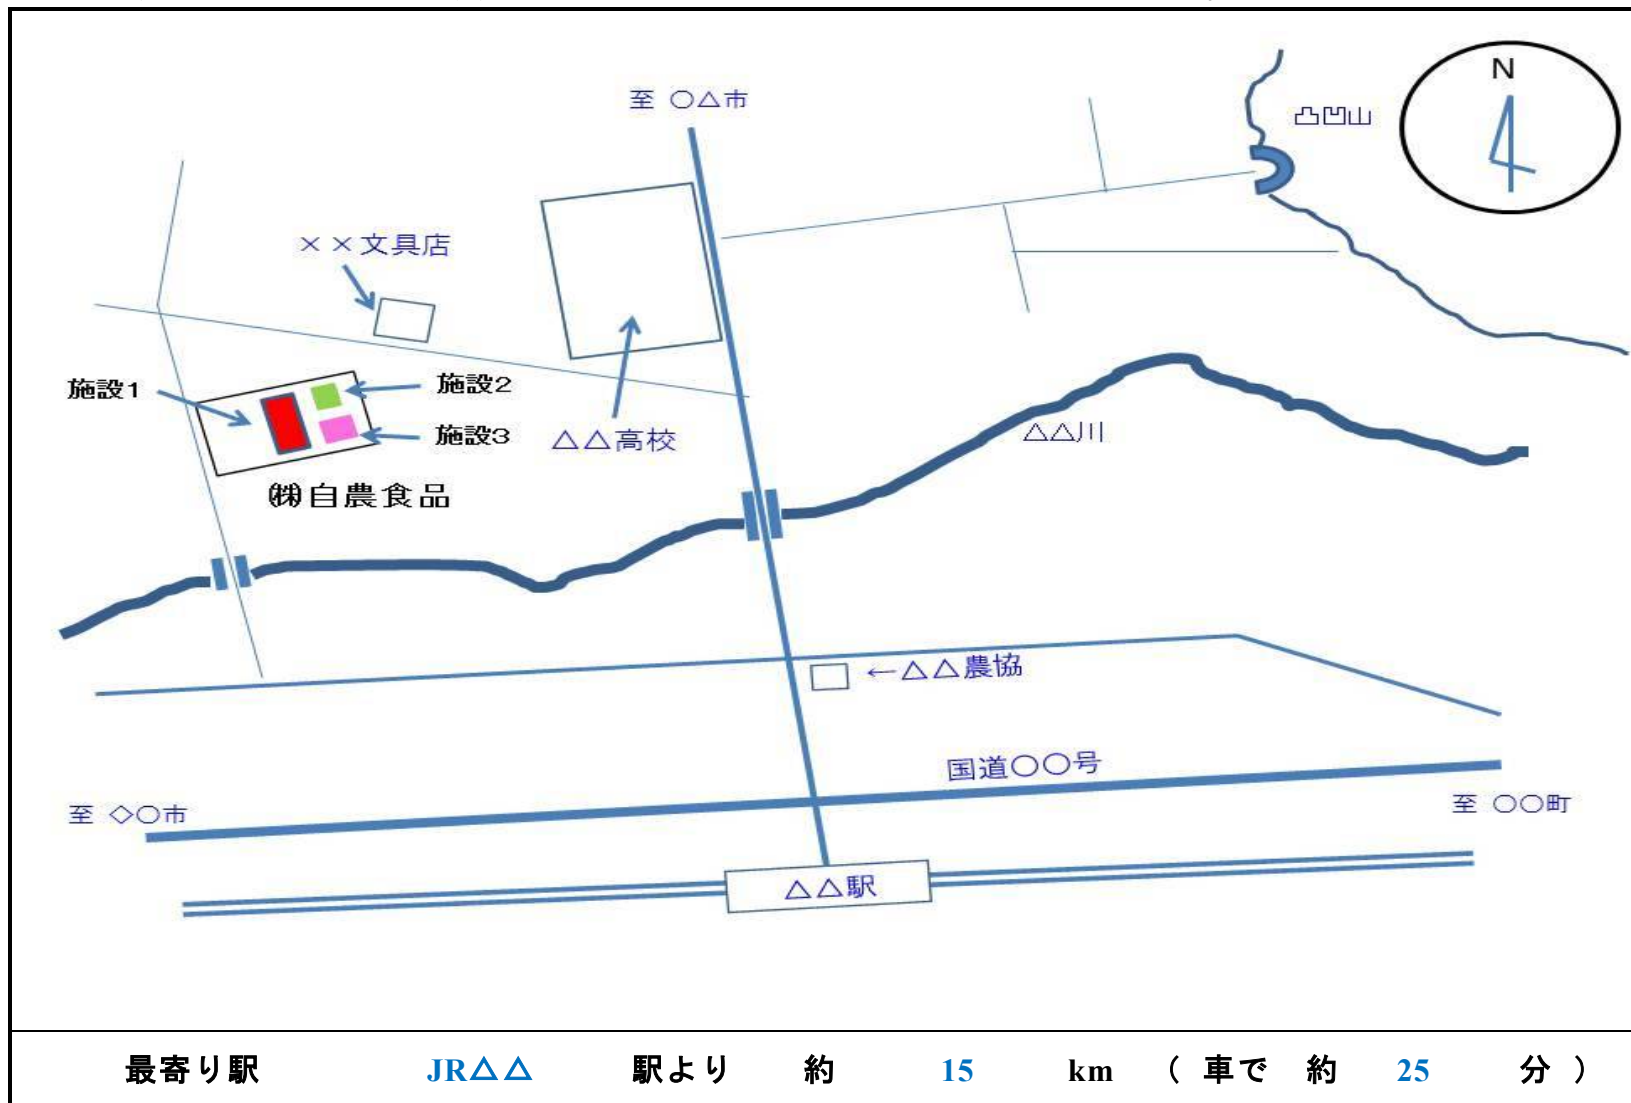 至 ○△市
N
凸凹山
××文具店
施設1
施設2
施設3
△△高校
△△川
㈱自農食品
←△△農協
国道○○号
至 ◇○市
至 ○○町
△△駅
最寄り駅 JR△△ 駅より 約 15 km ( 車で 約 25 分 )